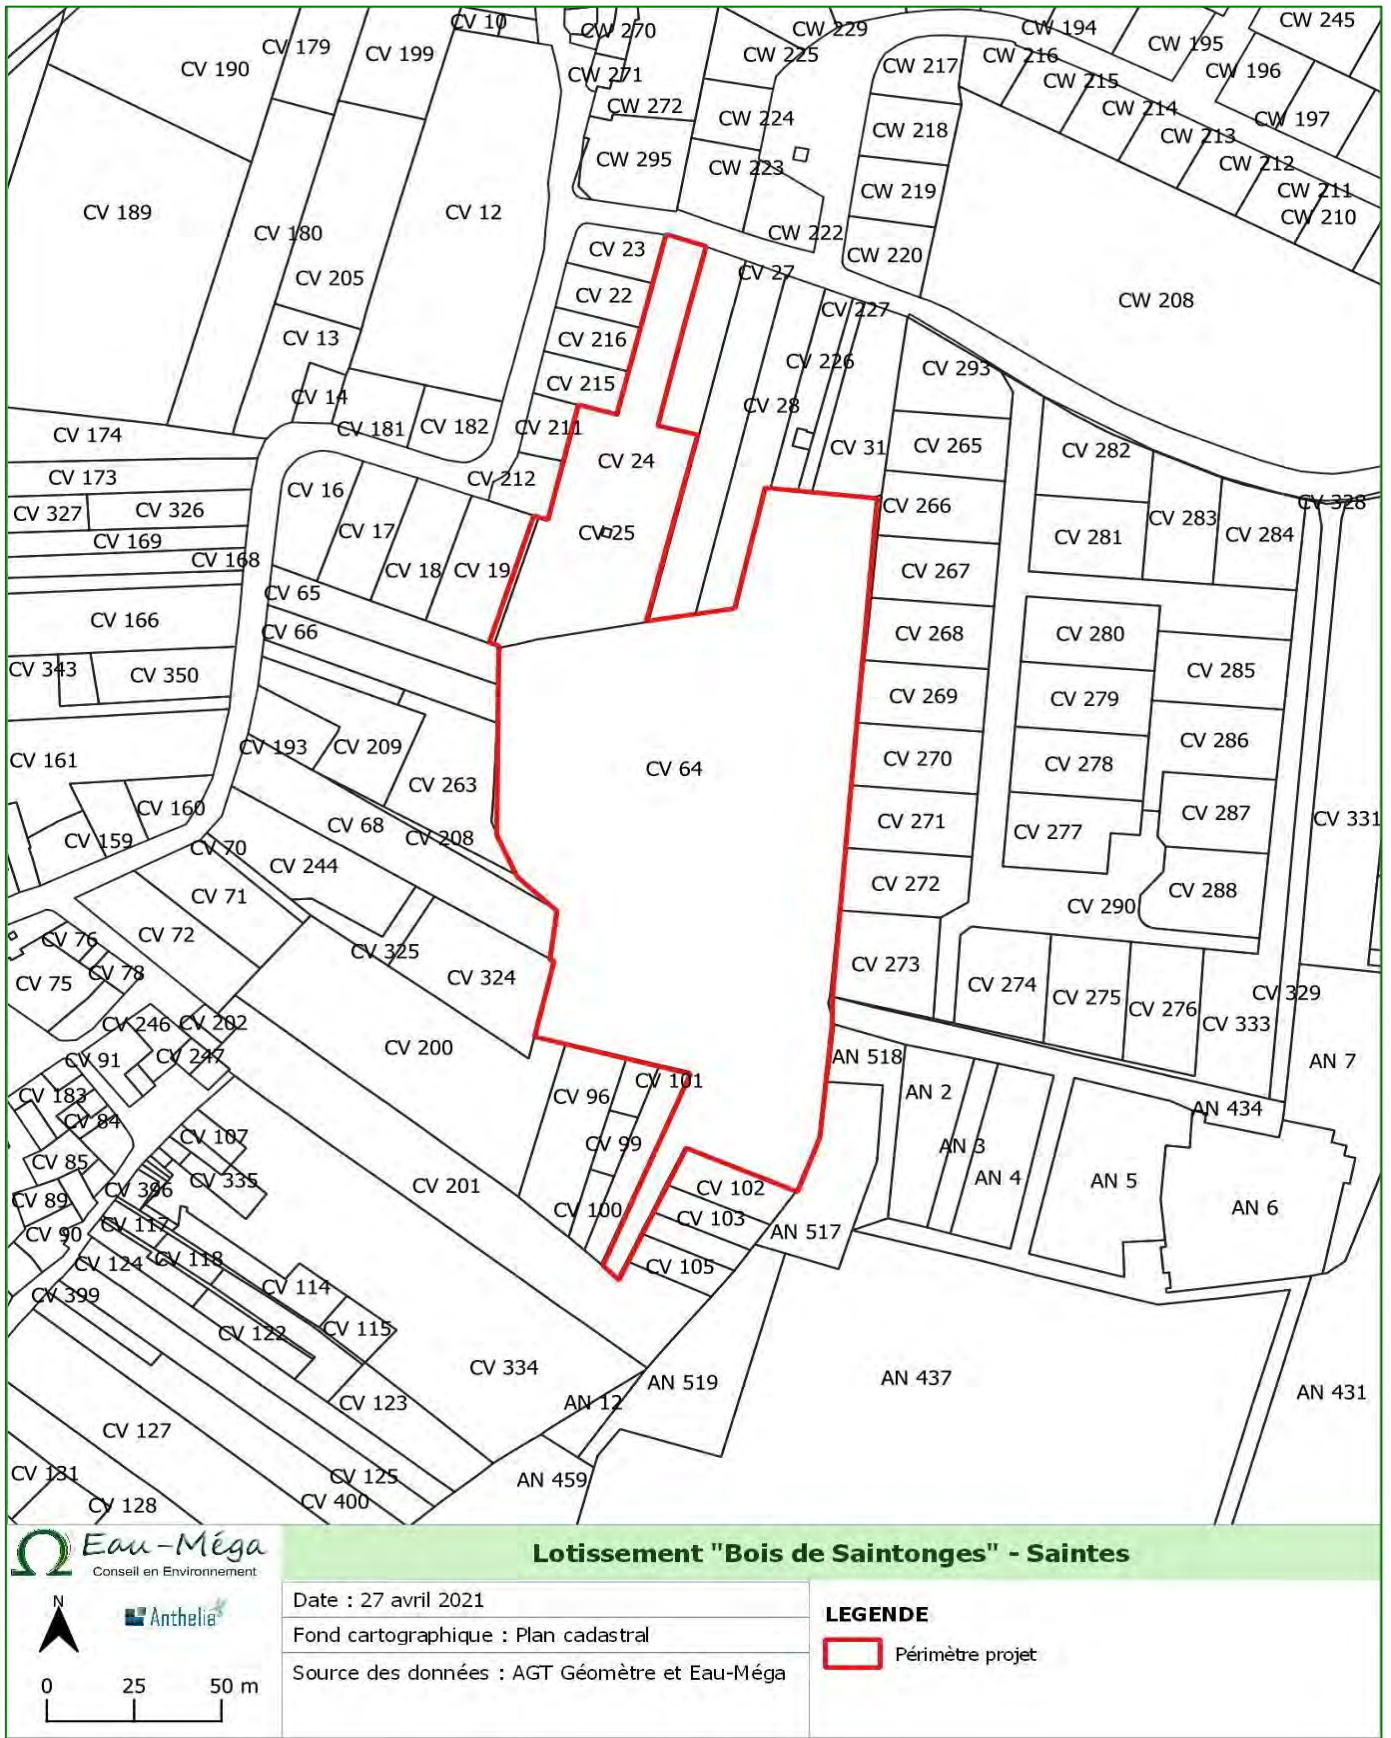 CV 10
CW 270
CW 229
CW 194
CW 245
CV 179
CV 199
CW 225
CW 216
CW 195
CV 190
CW 271
CW 217
CW 215
CW 196
CW 272
CW 224
CW 214
CW 197
CW 218
CW 213
CW 295
CW 223
CW 212
CW 219
CW 211
CV 189
CV 12
CW 210
CV 180
CW 222
CV 23
CW 220
CV 205
CV 27
CV 22
CW 208
CV 227
CV 13
CV 216
CV 226
CV 293
CV 215
CV 14
CV 28
CV 181
CV 182
CV 211
CV 174
CV 31
CV 265
CV 282
CV 24
CV 173
CV 212
CV 16
CV 328
CV 327
CV 326
CV 266
CV 283
CV 17
CV 25
CV 281
CV 284
CV 169
CV 168
CV 18
CV 19
CV 267
CV 65
CV 166
CV 66
CV 268
CV 280
CV 343
CV 350
CV 285
CV 269
CV 279
CV 193
CV 209
CV 286
CV 161
CV 64
CV 270
CV 278
CV 263
CV 160
CV 287
CV 331
CV 68
CV 271
CV 277
CV 159
CV 208
CV 70
CV 244
CV 272
CV 288
CV 71
CV 290
CV 72
CV 76
CV 325
CV 273
CV 78
CV 75
CV 324
CV 274
CV 329
CV 275
CV 276
CV 246
CV 202
CV 333
CV 200
CV 91
CV 247
AN 518
AN 7
CV 101
AN 2
CV 183
CV 96
AN 434
CV 84
CV 107
CV 99
AN 3
CV 85
AN 4
CV 335
AN 5
CV 396
CV 201
CV 102
CV 89
CV 100
CV 103
AN 6
CV 117
CV 90
AN 517
CV 124
CV 118
CV 105
CV 114
CV 399
CV 122
CV 115
CV 334
AN 437
AN 519
AN 431
CV 123
AN 12
CV 127
CV 131
CV 125
AN 459
CV 128
CV 400
Eau-Méga
Conseil en Environnement
Lotissement "Bois de Saintonges" - Saintes
N
Anthelia
Date : 27 avril 2021
LEGENDE
Fond cartographique : Plan cadastral
Périmètre projet
Source des données : AGT Géomètre et Eau-Méga
0 25 50 m